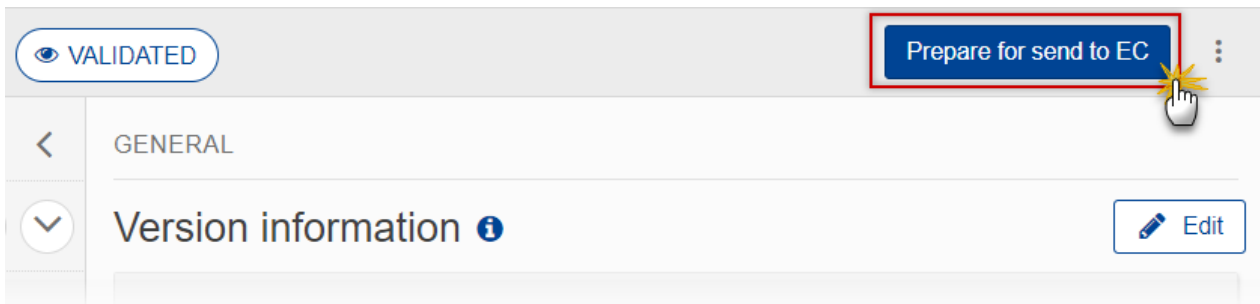 VALIDATED
Prepare for send to EC
GENERAL
Version information
Edit